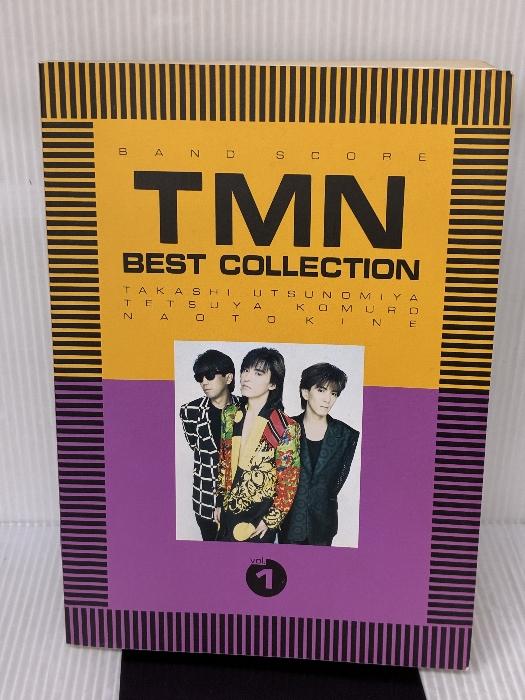 BAND SCORE
TMN
BEST COLLECTION
TAKASHI UTSUNOMIYA
TETSUYA KOMURO
NAOTO KINE
vol.
1